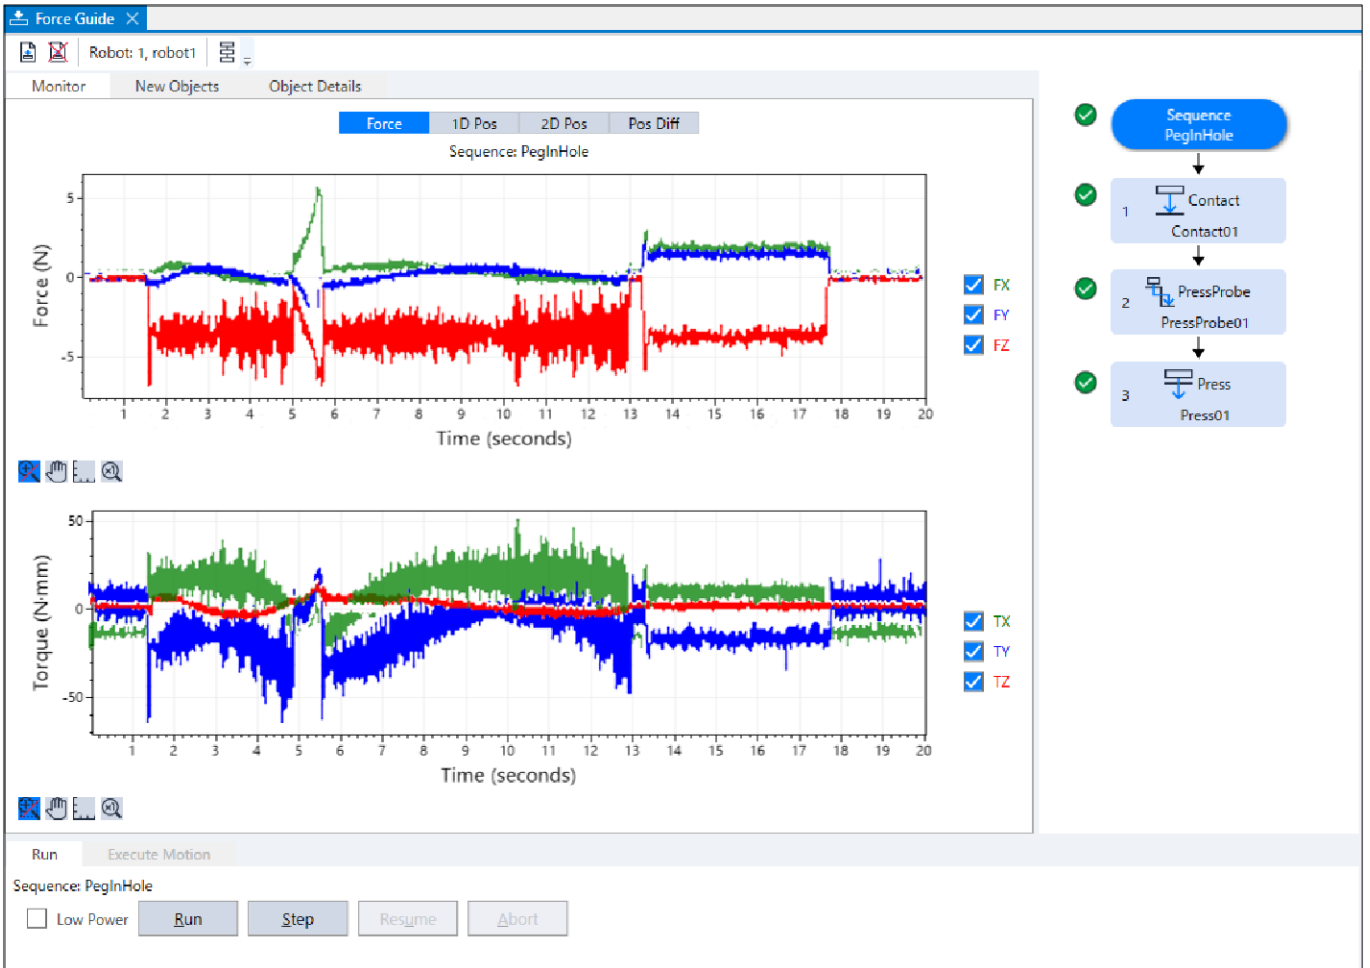 Force Guide
Robot: 1, robot1
Monitor New Objects Object Details
Force 1D Pos 2D Pos Pos Diff
Sequence: PegInHole
5
0
-5
Force (N)
1 2 3 4 5 6 7 8 9 10 11 12 13 14 15 16 17 18 19 20
Time (seconds)
FX
FY
FZ
50
0
-50
Torque (N·mm)
1 2 3 4 5 6 7 8 9 10 11 12 13 14 15 16 17 18 19 20
Time (seconds)
TX
TY
TZ
Sequence
PegInHole
1 Contact
Contact01
2 PressProbe
PressProbe01
3 Press
Press01
Run Execute Motion
Sequence: PegInHole
Low Power Run Step Resume Abort